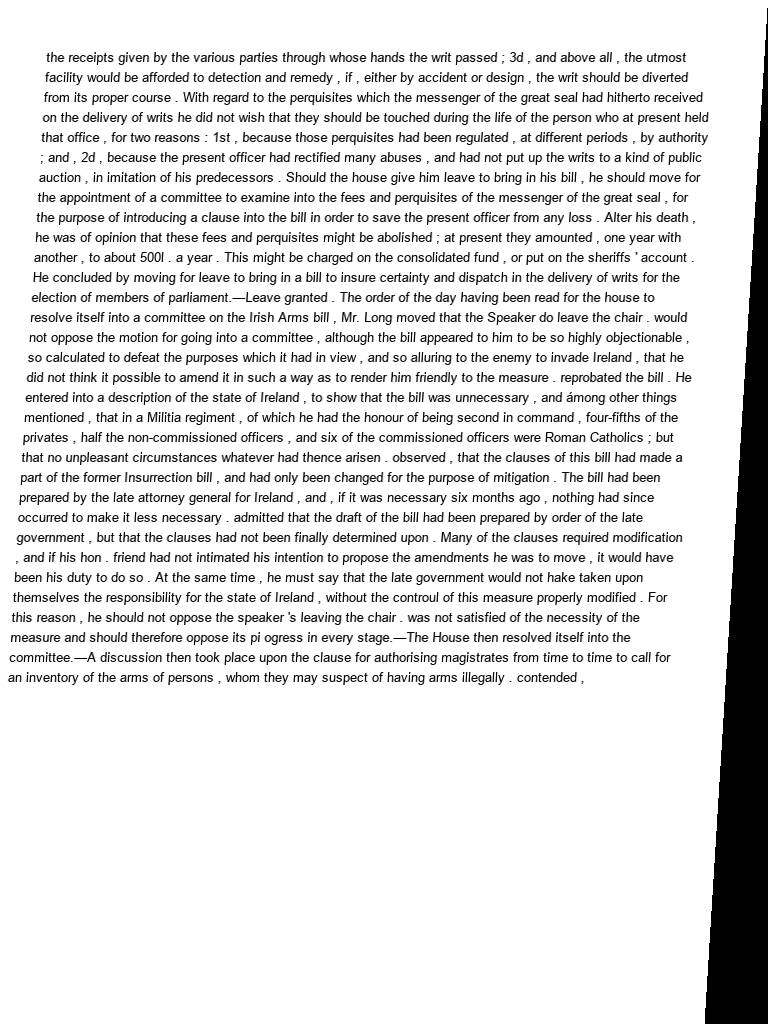 the receipts given by the various parties through whose hands the writ passed ; 3d , and above all , the utmost
facility would be afforded to detection and remedy , if , either by accident or design , the writ should be diverted
from its proper course . With regard to the perquisites which the messenger of the great seal had hitherto received
on the delivery of writs he did not wish that they should be touched during the life of the person who at present held
that office , for two reasons : 1st , because those perquisites had been regulated , at different periods , by authority
; and , 2d , because the present officer had rectified many abuses , and had not put up the writs to a kind of public
auction , in imitation of his predecessors . Should the house give him leave to bring in his bill , he should move for
the appointment of a committee to examine into the fees and perquisites of the messenger of the great seal , for
the purpose of introducing a clause into the bill in order to save the present officer from any loss . Alter his death ,
he was of opinion that these fees and perquisites might be abolished ; at present they amounted , one year with
another , to about 500l . a year . This might be charged on the consolidated fund , or put on the sheriffs ' account .
He concluded by moving for leave to bring in a bill to insure certainty and dispatch in the delivery of writs for the
election of members of parliament.—Leave granted . The order of the day having been read for the house to
resolve itself into a committee on the Irish Arms bill , Mr. Long moved that the Speaker do leave the chair . would
not oppose the motion for going into a committee , although the bill appeared to him to be so highly objectionable ,
so calculated to defeat the purposes which it had in view , and so alluring to the enemy to invade Ireland , that he
did not think it possible to amend it in such a way as to render him friendly to the measure . reprobated the bill . He
entered into a description of the state of Ireland , to show that the bill was unnecessary , and ámong other things
mentioned , that in a Militia regiment , of which he had the honour of being second in command , four-fifths of the
privates , half the non-commissioned officers , and six of the commissioned officers were Roman Catholics ; but
that no unpleasant circumstances whatever had thence arisen . observed , that the clauses of this bill had made a
part of the former Insurrection bill , and had only been changed for the purpose of mitigation . The bill had been
prepared by the late attorney general for Ireland , and , if it was necessary six months ago , nothing had since
occurred to make it less necessary . admitted that the draft of the bill had been prepared by order of the late
government , but that the clauses had not been finally determined upon . Many of the clauses required modification
, and if his hon . friend had not intimated his intention to propose the amendments he was to move , it would have
been his duty to do so . At the same time , he must say that the late government would not hake taken upon
themselves the responsibility for the state of Ireland , without the controul of this measure properly modified . For
this reason , he should not oppose the speaker 's leaving the chair . was not satisfied of the necessity of the
measure and should therefore oppose its pi ogress in every stage.—The House then resolved itself into the
committee.—A discussion then took place upon the clause for authorising magistrates from time to time to call for
an inventory of the arms of persons , whom they may suspect of having arms illegally . contended ,